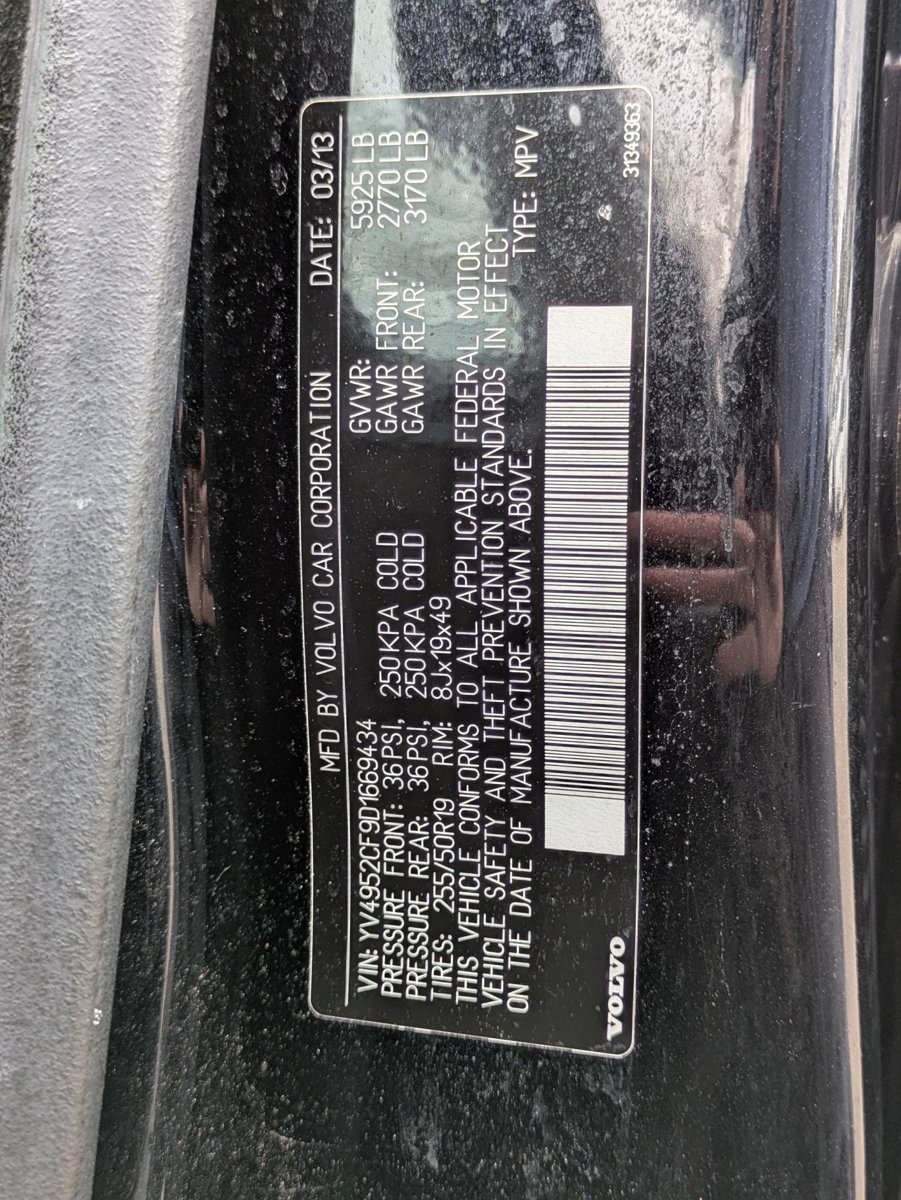 MFD BY VOLVO CAR CORPORATION DATE: 03/13
VIN: YV4952CF9D1669434 GVWR: 5925 LB
PRESSURE FRONT: 36 PSI, 250 KPA COLD GAWR FRONT: 2770 LB
PRESSURE REAR: 36 PSI, 250 KPA COLD GAWR REAR: 3170 LB
TIRES: 255/50R19 RIM: 8Jx19x49
THIS VEHICLE CONFORMS TO ALL APPLICABLE FEDERAL MOTOR
VEHICLE SAFETY AND THEFT PREVENTION STANDARDS IN EFFECT
ON THE DATE OF MANUFACTURE SHOWN ABOVE. TYPE: MPV
VOLVO 31349363